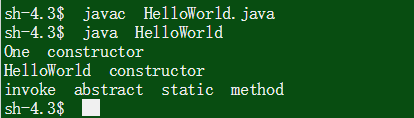 sh-4.3$ javac HelloWorld.java
sh-4.3$ java HelloWorld
One constructor
HelloWorld constructor
invoke abstract static method
sh-4.3$